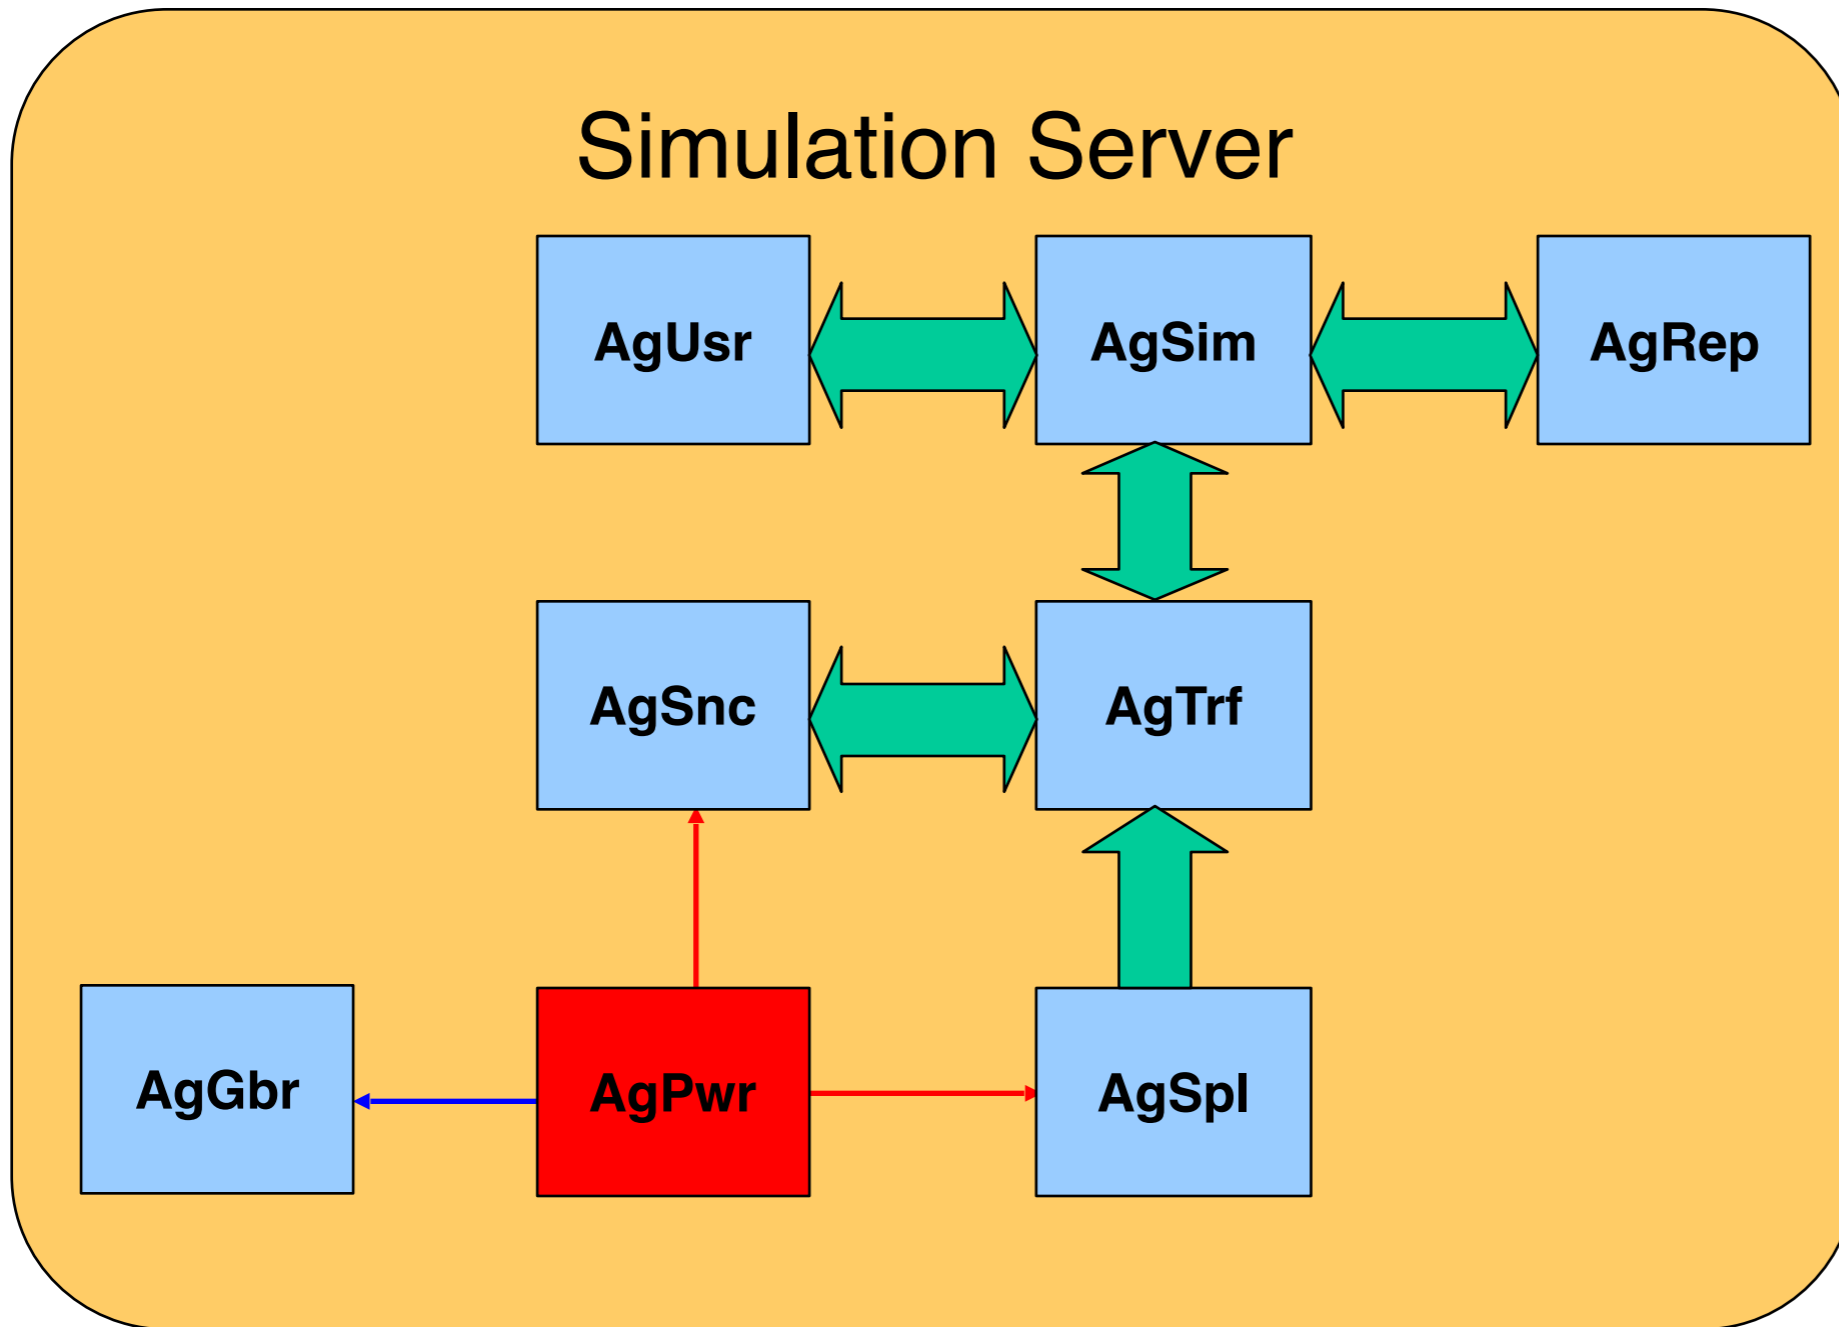 Simulation Server
AgUsr
AgSim
AgRep
AgSnc
AgTrf
AgGbr
AgPwr
AgSpl